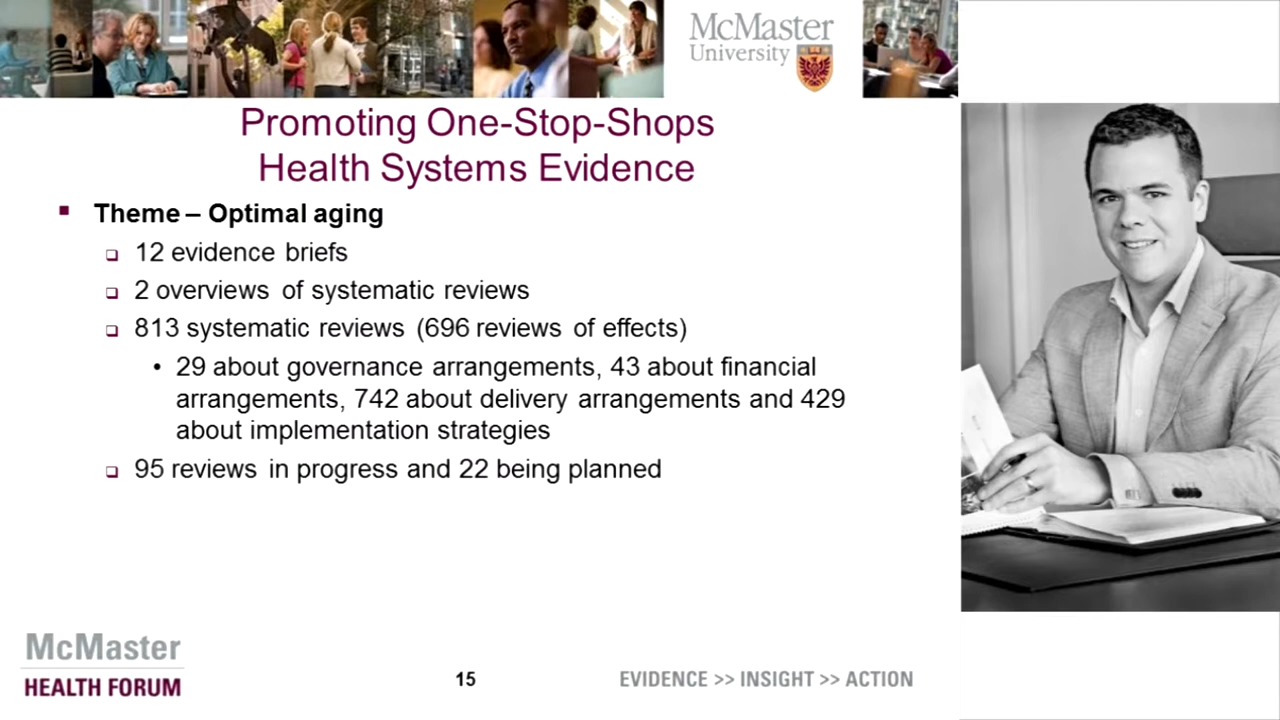 McMaster
University
Promoting One-Stop-Shops
Health Systems Evidence
Theme – Optimal aging
12 evidence briefs
2 overviews of systematic reviews
813 systematic reviews (696 reviews of effects)
• 29 about governance arrangements, 43 about financial
arrangements, 742 about delivery arrangements and 429
about implementation strategies
95 reviews in progress and 22 being planned
McMaster
HEALTH FORUM
15
EVIDENCE >> INSIGHT >> ACTION